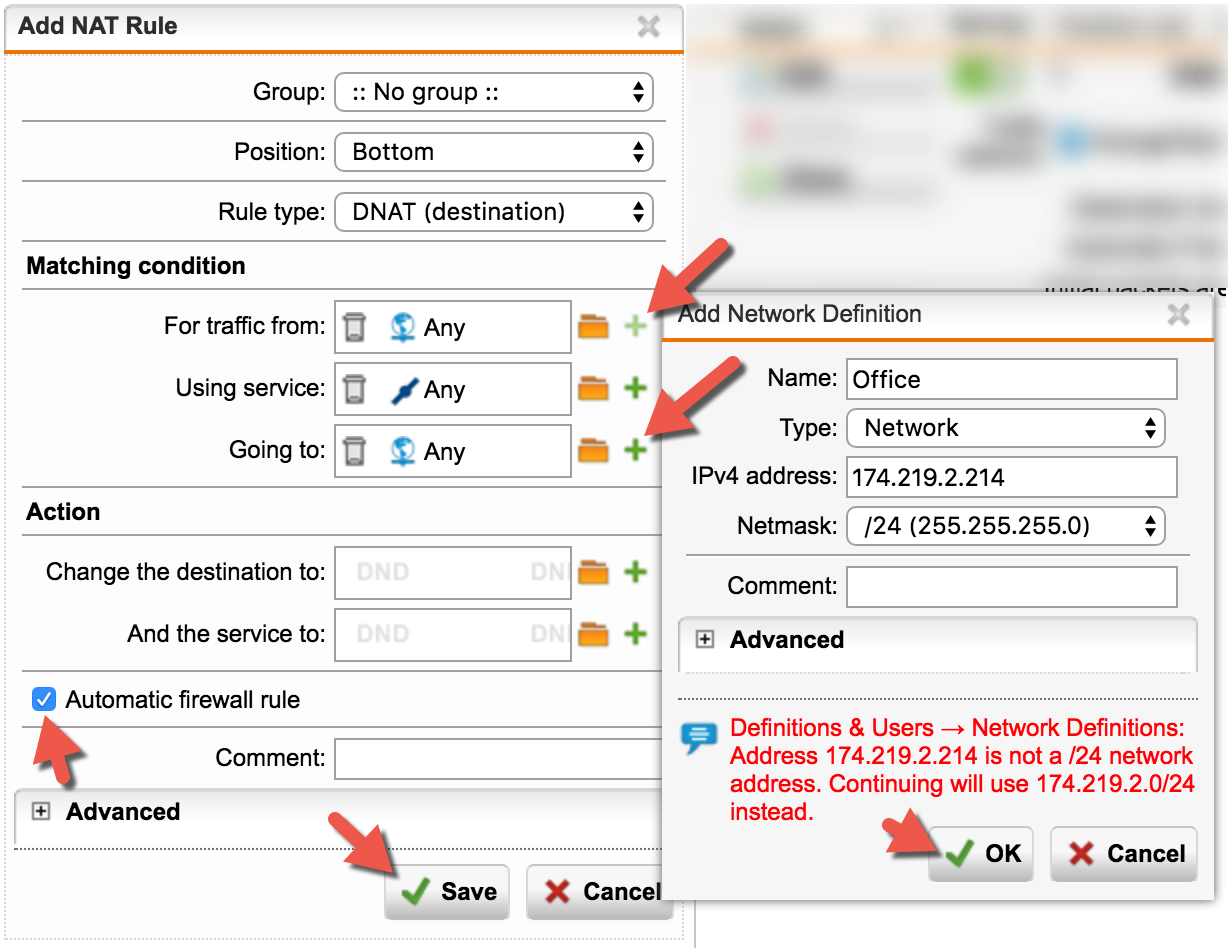 Add NAT Rule
Group: :: No group ::
Position: Bottom
Rule type: DNAT (destination)
Matching condition
For traffic from: Any
Using service: Any
Going to: Any
Action
Change the destination to: DND DND
And the service to: DND DND
Automatic firewall rule
Comment:
Advanced
Save Cancel
Add Network Definition
Name: Office
Type: Network
IPv4 address: 174.219.2.214
Netmask: /24 (255.255.255.0)
Comment:
Advanced
Definitions & Users → Network Definitions:
Address 174.219.2.214 is not a /24 network
address. Continuing will use 174.219.2.0/24
instead.
OK Cancel